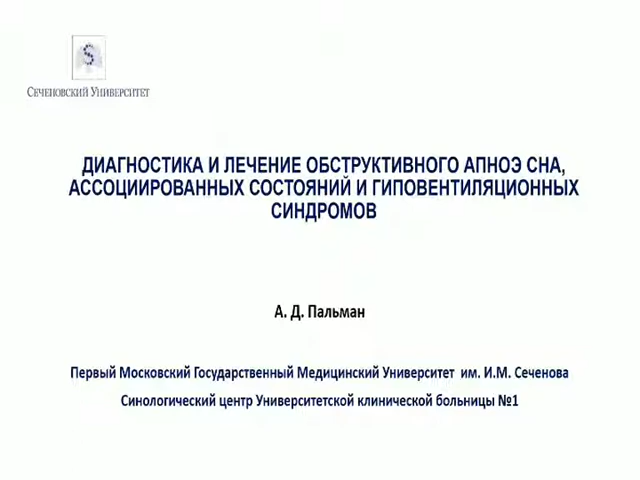 Сеченовский Университет
ДИАГНОСТИКА И ЛЕЧЕНИЕ ОБСТРУКТИВНОГО АПНОЭ СНА,
АССОЦИИРОВАННЫХ СОСТОЯНИЙ И ГИПОВЕНТИЛЯЦИОННЫХ
СИНДРОМОВ
А. Д. Пальман
Первый Московский Государственный Медицинский Университет им. И.М. Сеченова
Синологический центр Университетской клинической больницы №1